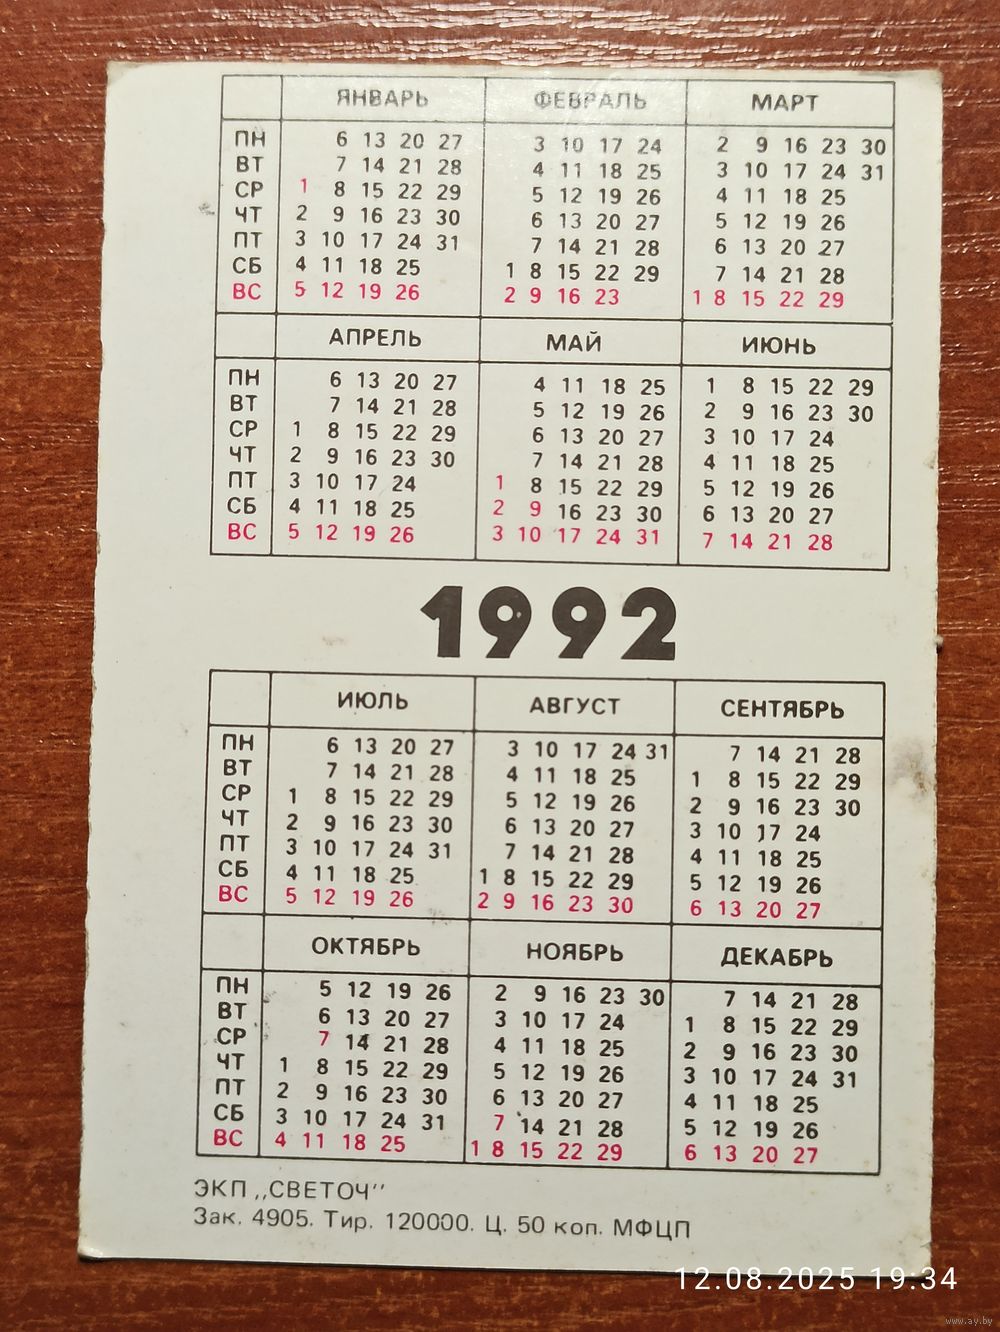 ЯНВАРЬ ФЕВРАЛЬ МАРТ
ПН 6 13 20 27 3 10 17 24 2 9 16 23 30
ВТ 7 14 21 28 4 11 18 25 3 10 17 24 31
СР 1 8 15 22 29 5 12 19 26 4 11 18 25
ЧТ 2 9 16 23 30 6 13 20 27 5 12 19 26
ПТ 3 10 17 24 31 7 14 21 28 6 13 20 27
СБ 4 11 18 25 1 8 15 22 29 7 14 21 28
ВС 5 12 19 26 2 9 16 23 1 8 15 22 29
АПРЕЛЬ МАЙ ИЮНЬ
ПН 6 13 20 27 4 11 18 25 1 8 15 22 29
ВТ 7 14 21 28 5 12 19 26 2 9 16 23 30
СР 1 8 15 22 29 6 13 20 27 3 10 17 24
ЧТ 2 9 16 23 30 7 14 21 28 4 11 18 25
ПТ 3 10 17 24 1 8 15 22 29 5 12 19 26
СБ 4 11 18 25 2 9 16 23 30 6 13 20 27
ВС 5 12 19 26 3 10 17 24 31 7 14 21 28
1992
ИЮЛЬ АВГУСТ СЕНТЯБРЬ
ПН 6 13 20 27 3 10 17 24 31 7 14 21 28
ВТ 7 14 21 28 4 11 18 25 1 8 15 22 29
СР 1 8 15 22 29 5 12 19 26 2 9 16 23 30
ЧТ 2 9 16 23 30 6 13 20 27 3 10 17 24
ПТ 3 10 17 24 31 7 14 21 28 4 11 18 25
СБ 4 11 18 25 1 8 15 22 29 5 12 19 26
ВС 5 12 19 26 2 9 16 23 30 6 13 20 27
ОКТЯБРЬ НОЯБРЬ ДЕКАБРЬ
ПН 5 12 19 26 2 9 16 23 30 7 14 21 28
ВТ 6 13 20 27 3 10 17 24 1 8 15 22 29
СР 7 14 21 28 4 11 18 25 2 9 16 23 30
ЧТ 1 8 15 22 29 5 12 19 26 3 10 17 24 31
ПТ 2 9 16 23 30 6 13 20 27 4 11 18 25
СБ 3 10 17 24 31 7 14 21 28 5 12 19 26
ВС 4 11 18 25 1 8 15 22 29 6 13 20 27
ЭКП „СВЕТОЧ“
Зак. 4905. Тир. 120000. Ц. 50 коп. МФЦП
12.08.2025 19:34
www.ay.by